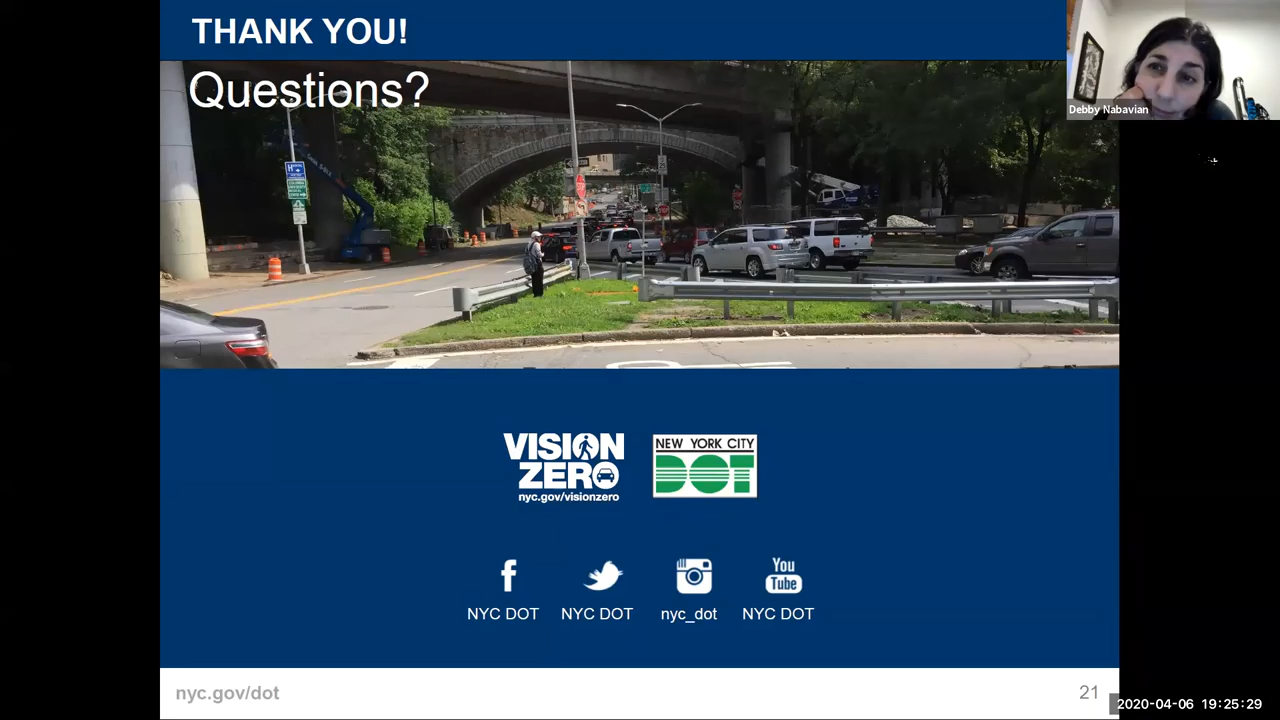 THANK YOU!
Questions?
Debby Nabavian
VISION
ZERO
nyc.gov/visionzero
NEW YORK CITY
DOT
You
Tube
NYC DOT
NYC DOT
nyc_dot
NYC DOT
nyc.gov/dot
21
2020-04-06 19:25:29